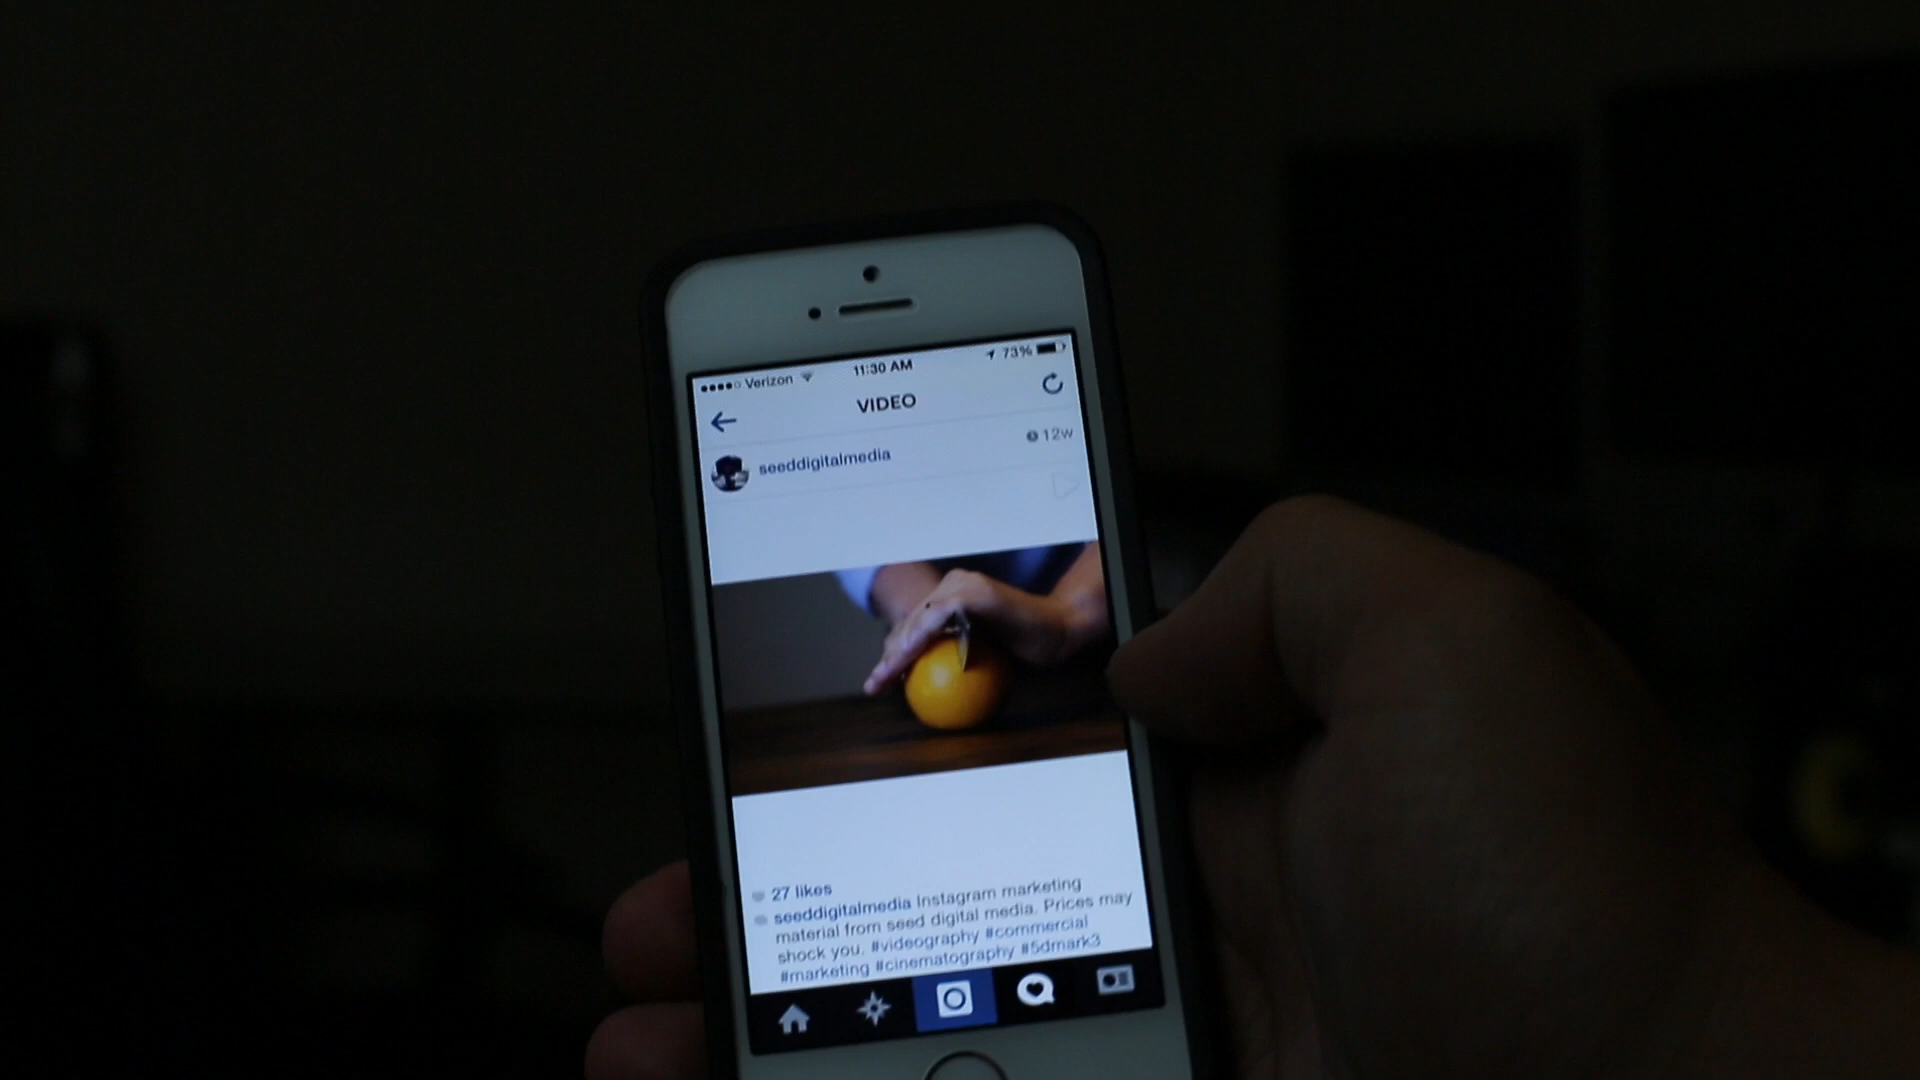 Verizon 11:30 AM 73%
VIDEO
seeddigitalmedia 12w
27 likes
seeddigitalmedia Instagram marketing
material from seed digital media. Prices may
shock you. #videography #commercial
#marketing #cinematography #5dmark3